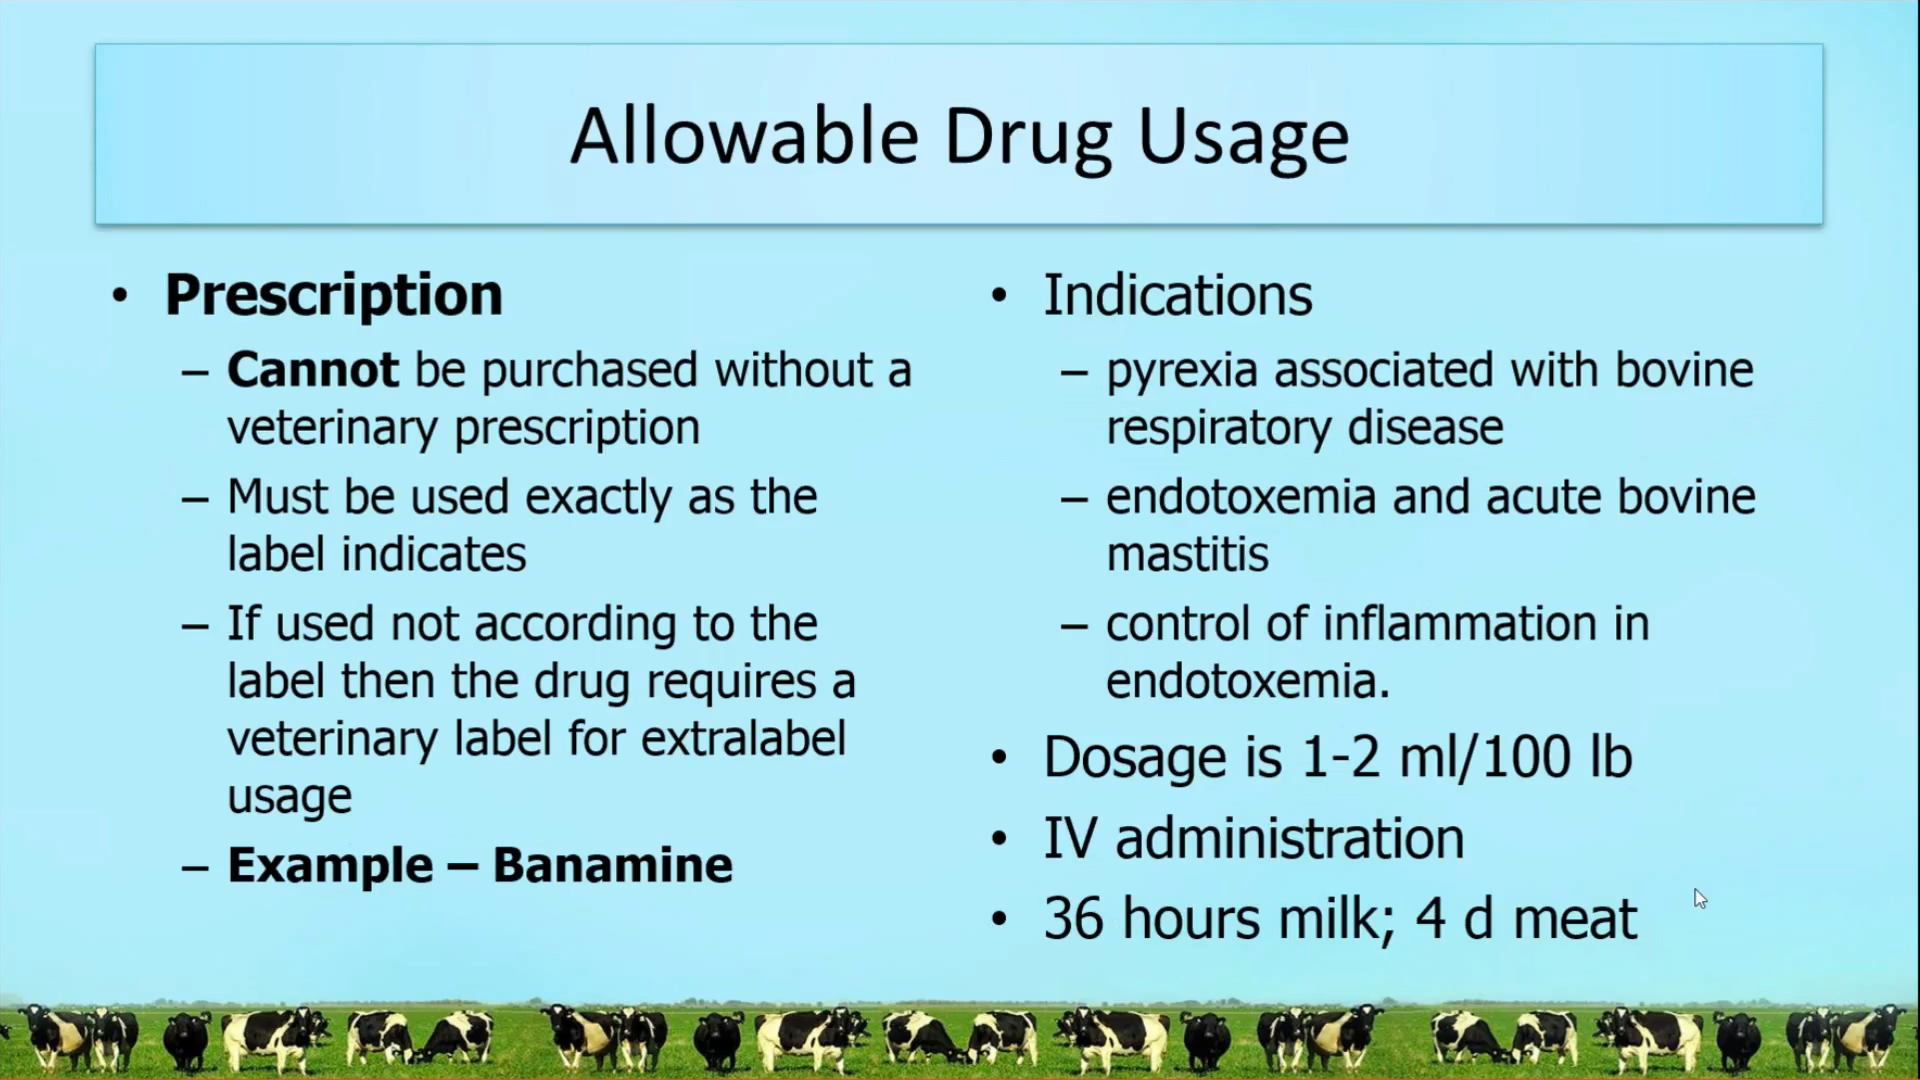 Allowable Drug Usage
• Prescription
– Cannot be purchased without a
veterinary prescription
– Must be used exactly as the
label indicates
– If used not according to the
label then the drug requires a
veterinary label for extralabel
usage
– Example – Banamine
• Indications
– pyrexia associated with bovine
respiratory disease
– endotoxemia and acute bovine
mastitis
– control of inflammation in
endotoxemia.
• Dosage is 1-2 ml/100 lb
• IV administration
• 36 hours milk; 4 d meat